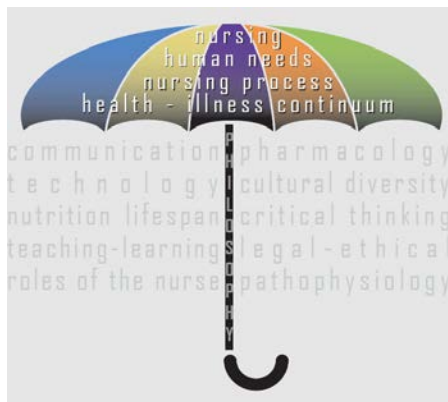 nursing
human needs
nursing process
health - illness continuum
PHILOSOPHY
communication pharmacology
technology cultural diversity
nutrition lifespan critical thinking
teaching-learning legal-ethical
roles of the nurse pathophysiology